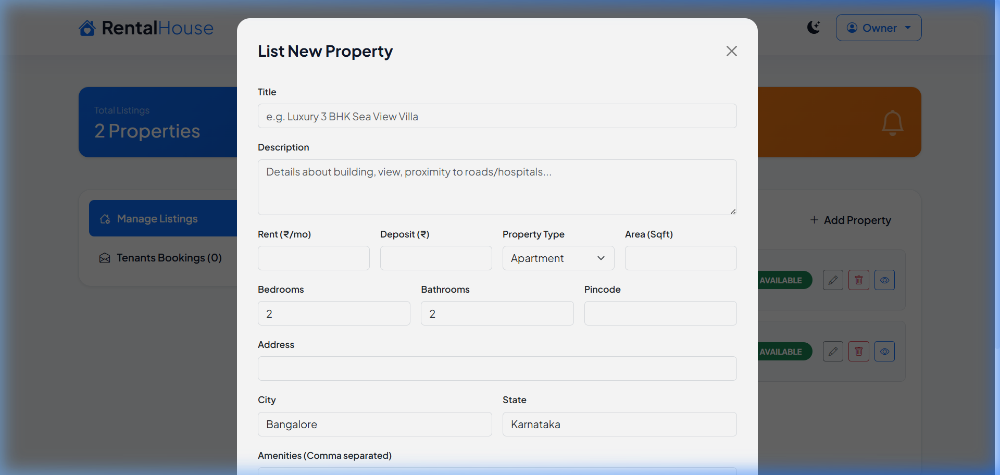 RentalHouse
Owner
List New Property
Title
e.g. Luxury 3 BHK Sea View Villa
Total Listings
2 Properties
Description
Details about building, view, proximity to roads/hospitals...
Manage Listings
Add Property
Rent (₹/mo) Deposit (₹) Property Type Area (Sqft)
Apartment
Tenants Bookings (0)
AVAILABLE
Bedrooms Bathrooms Pincode
2 2
Address
AVAILABLE
City State
Bangalore Karnataka
Amenities (Comma separated)